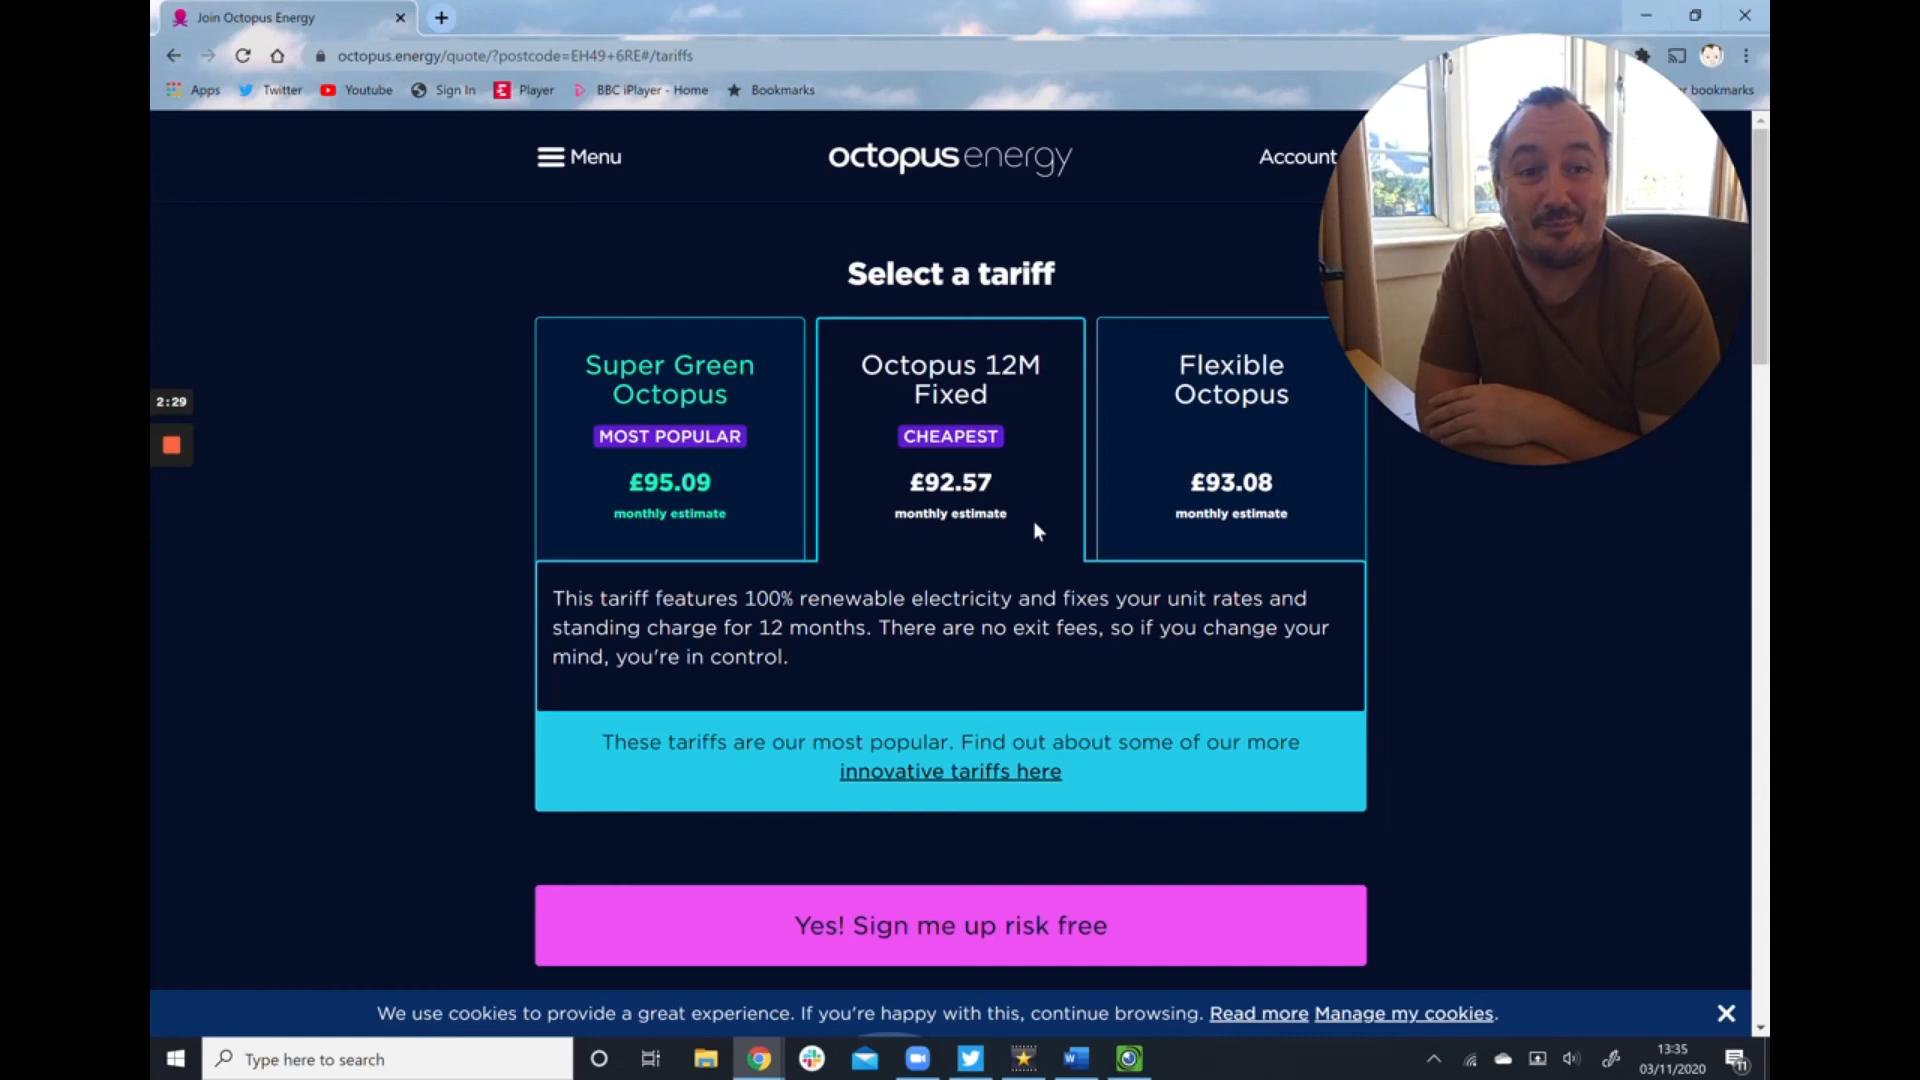 Join Octopus Energy
octopus.energy/quote/?postcode=EH49+6RE#/tariffs
Apps Twitter Youtube Sign In Player BBC iPlayer - Home Bookmarks bookmarks
Menu octopus energy Account
Select a tariff
Super Green
Octopus
MOST POPULAR
£95.09
monthly estimate
Octopus 12M
Fixed
CHEAPEST
£92.57
monthly estimate
Flexible
Octopus
£93.08
monthly estimate
2:29
This tariff features 100% renewable electricity and fixes your unit rates and
standing charge for 12 months. There are no exit fees, so if you change your
mind, you're in control.
These tariffs are our most popular. Find out about some of our more
innovative tariffs here
Yes! Sign me up risk free
We use cookies to provide a great experience. If you're happy with this, continue browsing. Read more Manage my cookies.
Type here to search
13:35
03/11/2020
11